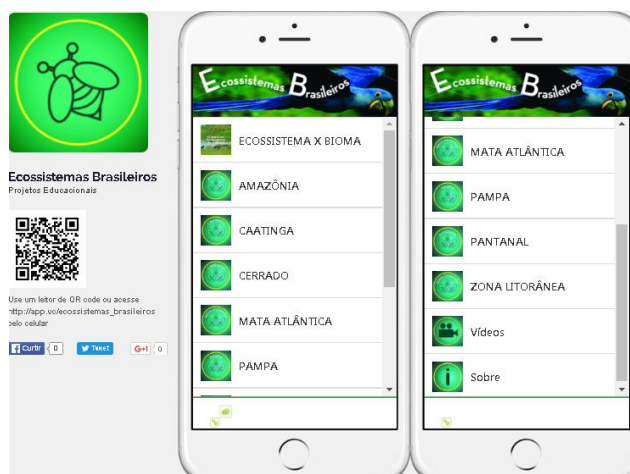 Ecossistemas Brasileiros
Projetos Educacionais
Use um leitor de QR code ou acesse
http://app.vc/ecossistemas_brasileiros
pelo celular
Curtir 0
Tweet
G+1 0
Ecossistemas Brasileiros
ECOSSISTEMA X BIOMA
AMAZÔNIA
CAATINGA
CERRADO
MATA ATLÂNTICA
PAMPA
Ecossistemas Brasileiros
MATA ATLÂNTICA
PAMPA
PANTANAL
ZONA LITORÂNEA
Vídeos
Sobre